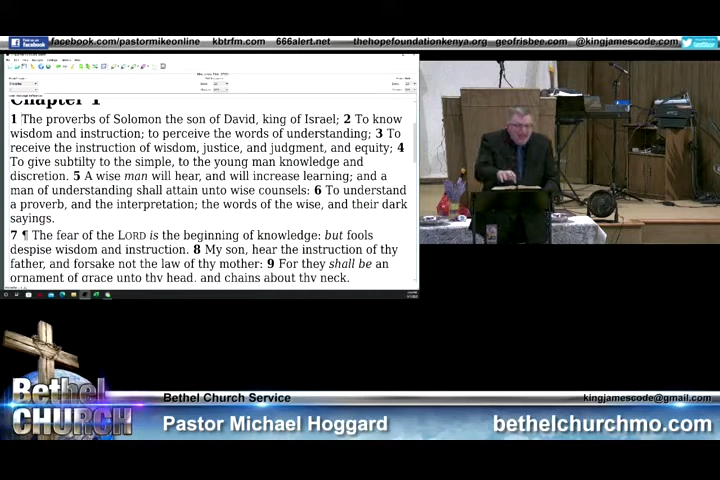 facebook.com/pastormikeonline kbtrfm.com 666alert.net thehopefoundationkenya.org geofrisbee.com @kingjamescode.com
facebook
twitter
Chapter 1
1 The proverbs of Solomon the son of David, king of Israel; 2 To know
wisdom and instruction; to perceive the words of understanding; 3 To
receive the instruction of wisdom, justice, and judgment, and equity; 4
To give subtilty to the simple, to the young man knowledge and
discretion. 5 A wise man will hear, and will increase learning; and a
man of understanding shall attain unto wise counsels: 6 To understand
a proverb, and the interpretation; the words of the wise, and their dark
sayings.
7 ¶ The fear of the LORD is the beginning of knowledge: but fools
despise wisdom and instruction. 8 My son, hear the instruction of thy
father, and forsake not the law of thy mother: 9 For they shall be an
ornament of grace unto thy head, and chains about thy neck.
Bethel
CHURCH
Bethel Church Service
kingjamescode@gmail.com
Pastor Michael Hoggard
bethelchurchmo.com